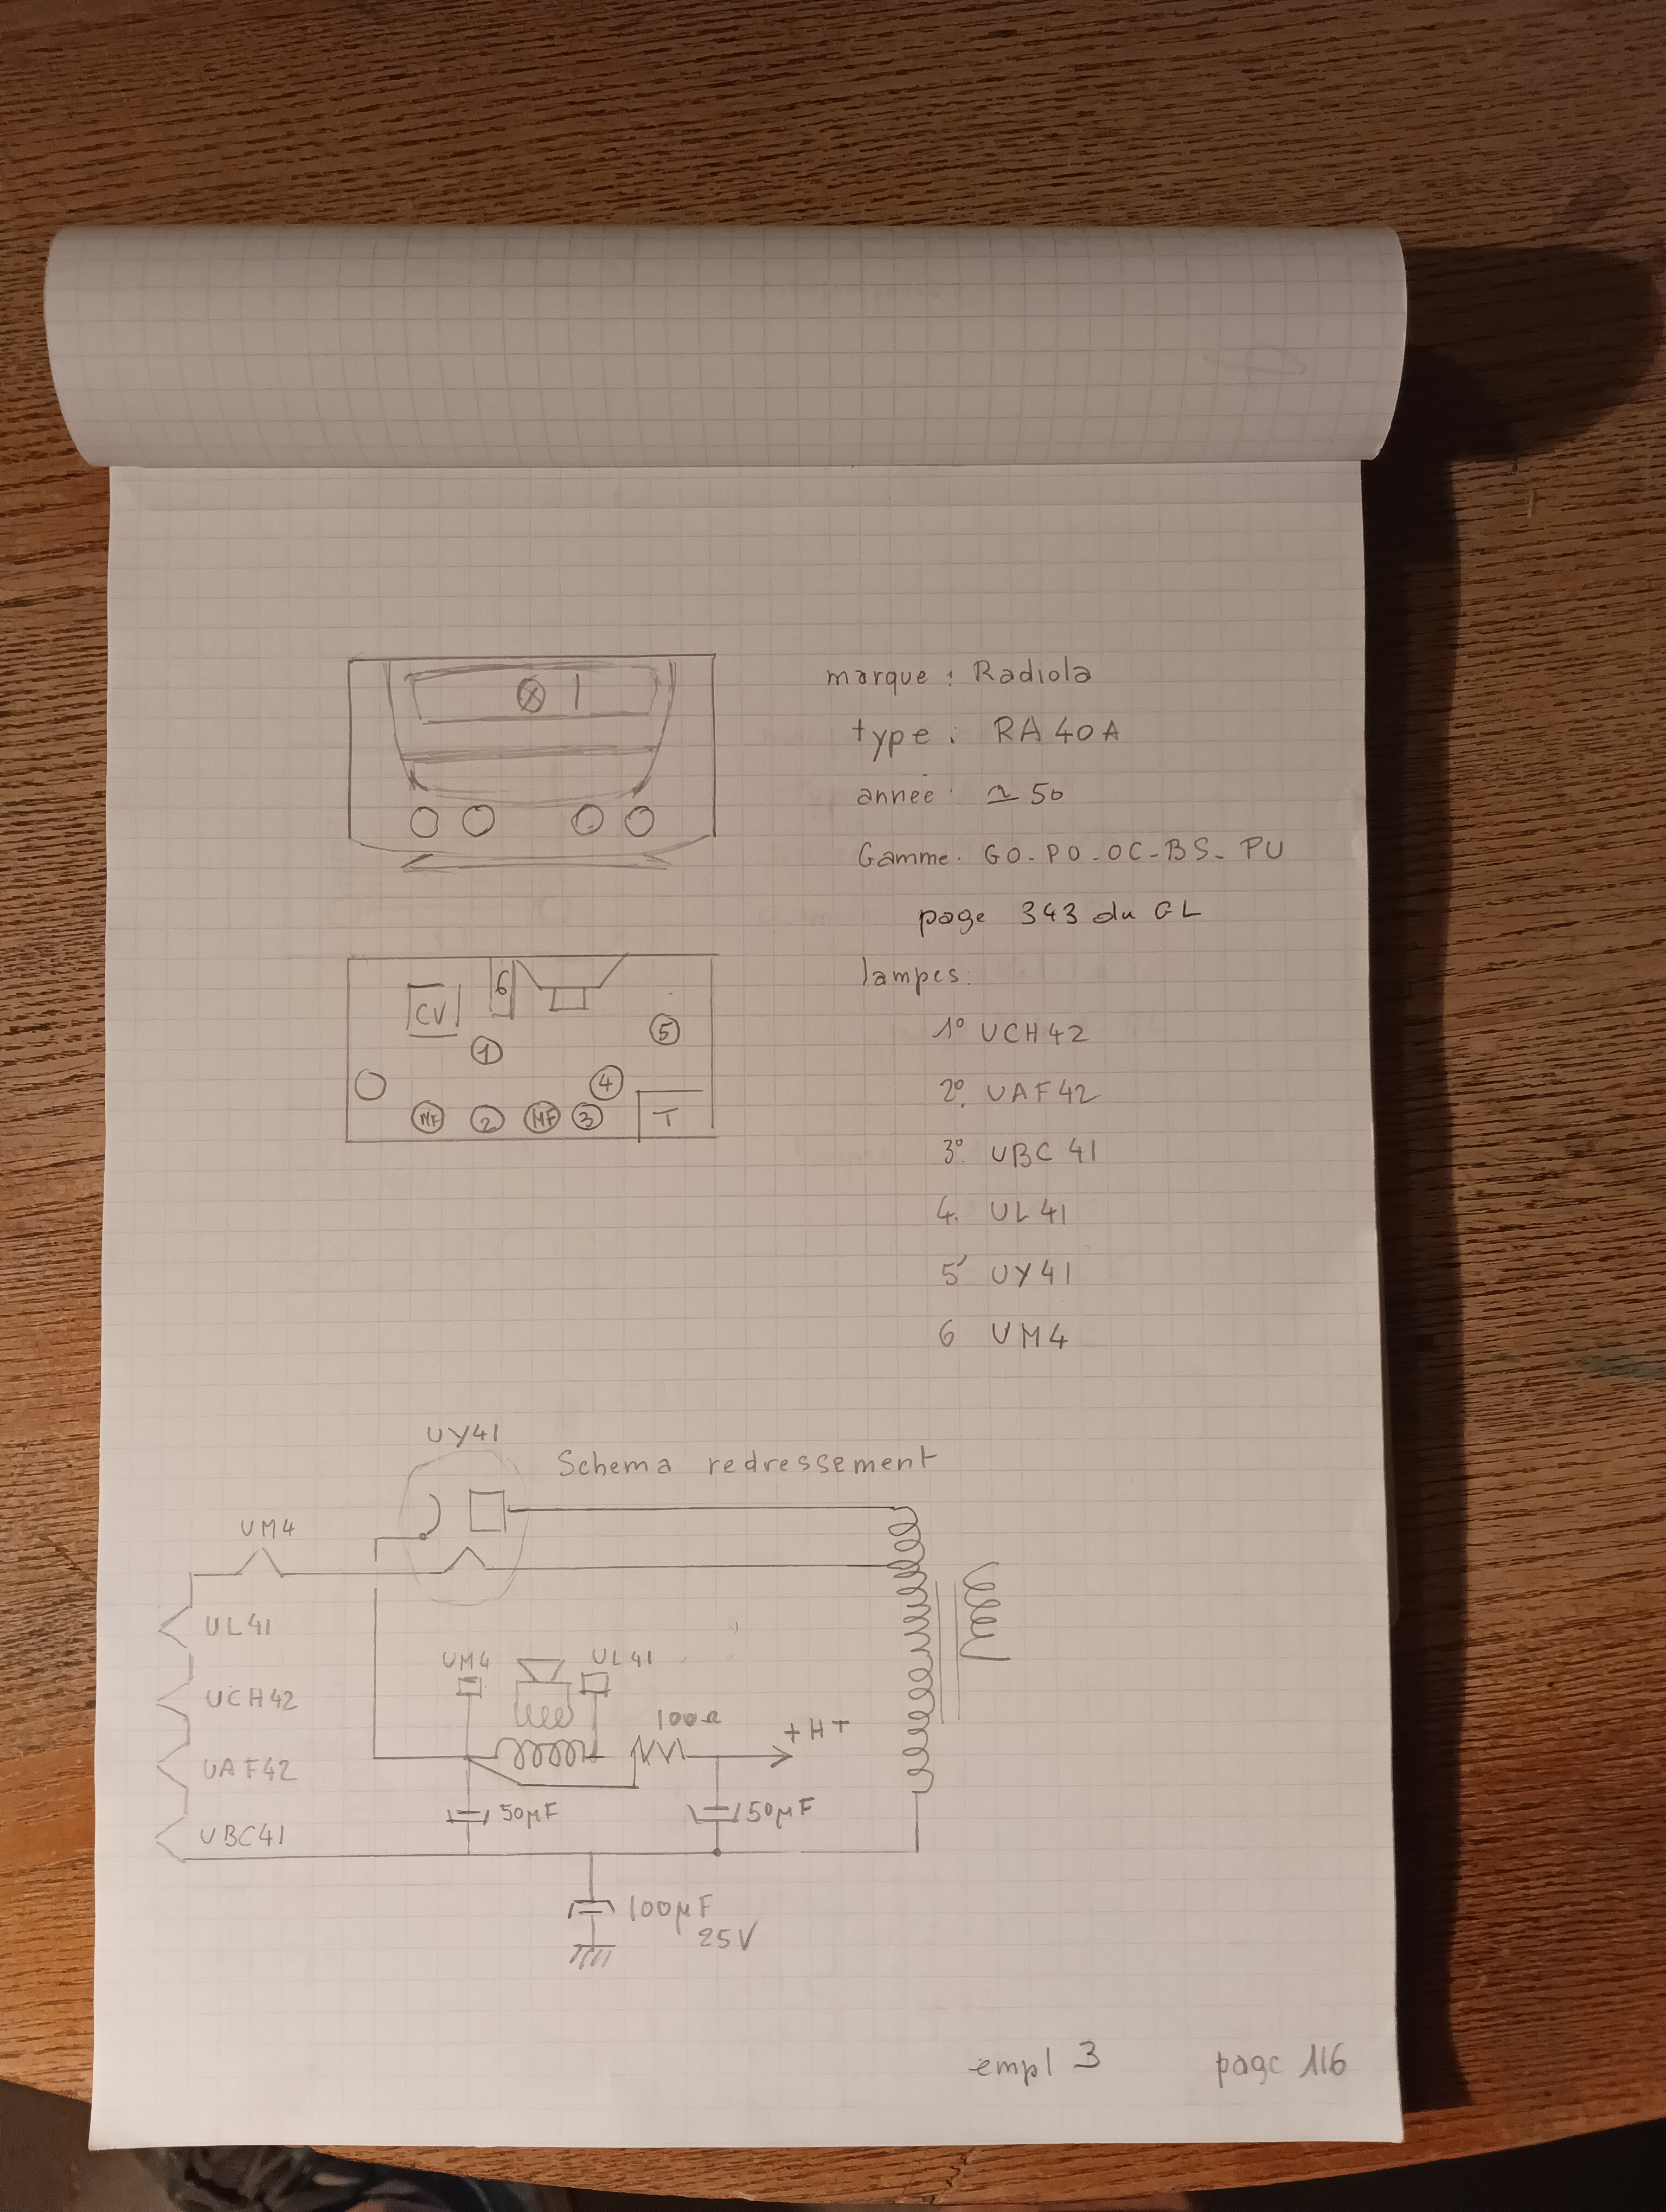 marque : Radiola
type : RA 40A
année : ≃ 50
Gamme. GO - PO - OC - BS - PU
page 343 du GL
lampes:
1° UCH42
2° UAF42
3° UBC 41
4. UL 41
5 UY41
6 UM4
CV
6
1
5
4
MF
2
MF
3
T
UY41
Schema redressement
UM4
UL41
UM4
UL41
UCH42
100Ω
+HT
UAF42
50µF
50µF
UBC41
100µF
25V
empl 3
page 116